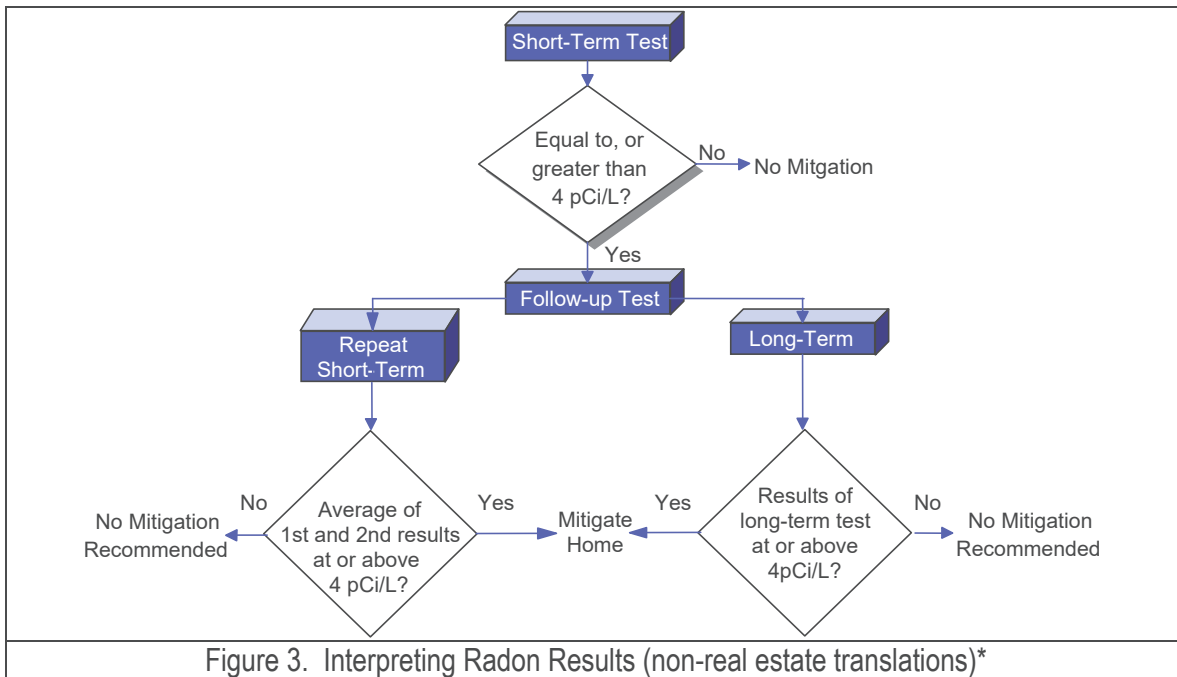 Short-Term Test
Equal to, or
greater than
4 pCi/L?
No
No Mitgation
Yes
Follow-up Test
Repeat
Short-Term
Long-Term
No Mitigation
Recommended
No
Average of
1st and 2nd results
at or above
4 pCi/L?
Yes
Mitigate
Home
Yes
Results of
long-term test
at or above
4pCi/L?
No
No Mitigation
Recommended
Figure 3. Interpreting Radon Results (non-real estate translations)*